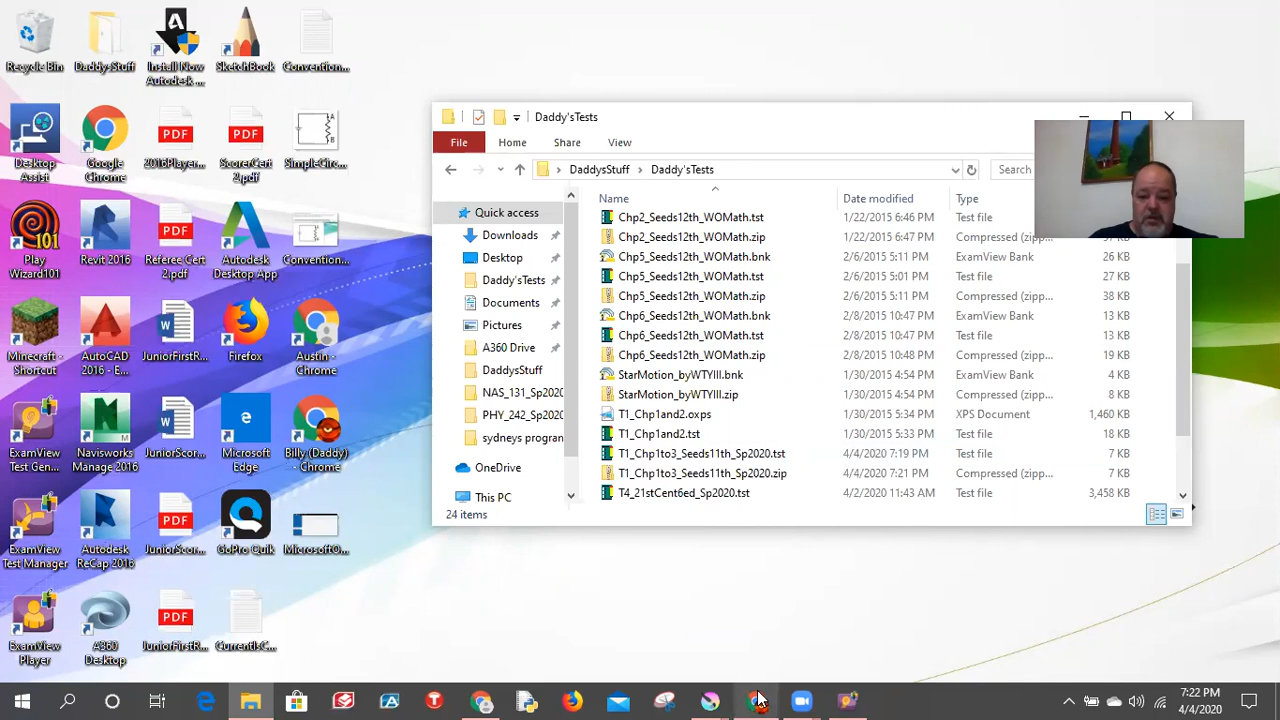 Recycle Bin
DaddysStuff
Install Now
Autodesk ...
SketchBook
Convention...
Desktop
Assist
Google
Chrome
PDF
2016Player...
PDF
ScorerCert
2.pdf
A
B
SimpleCirc...
101
Play
Wizard101
Revit 2016
PDF
Referee Cert
2.pdf
Autodesk
Desktop App
Convention...
Minecraft -
Shortcut
AutoCAD
2016 - E...
JuniorFirstR...
Firefox
Austin -
Chrome
ExamView
Test Gen...
Navisworks
Manage 2016
JuniorScor...
Microsoft
Edge
Billy (Daddy)
- Chrome
ExamView
Test Manager
Autodesk
ReCap 2016
PDF
JuniorScor...
GoPro Quik
MicrosoftO...
ExamView
Player
A360
Desktop
PDF
JuniorFirstR...
CurrentIsC...
Daddy'sTests
File Home Share View
DaddysStuff › Daddy'sTests
Search
Quick access
Downloads
Desktop
Daddy'sTests
Documents
Pictures
A360 Drive
DaddysStuff
NAS_131_Sp2020
PHY_242_Sp2020
sydneys progran
OneDrive
This PC
Name Date modified Type
Chp2_Seeds12th_WOMath.tst 1/22/2015 6:46 PM Test file
Chp2_Seeds12th_WOMath.zip 1/22/2015 6:47 PM Compressed (zipp... KB
Chp5_Seeds12th_WOMath.bnk 2/6/2015 5:11 PM ExamView Bank 26 KB
Chp5_Seeds12th_WOMath.tst 2/6/2015 5:01 PM Test file 27 KB
Chp5_Seeds12th_WOMath.zip 2/6/2015 5:11 PM Compressed (zipp... 38 KB
Chp6_Seeds12th_WOMath.bnk 2/8/2015 10:47 PM ExamView Bank 13 KB
Chp6_Seeds12th_WOMath.tst 2/8/2015 10:47 PM Test file 13 KB
Chp6_Seeds12th_WOMath.zip 2/8/2015 10:48 PM Compressed (zipp... 19 KB
StarMotion_byWTYIII.bnk 1/30/2015 4:54 PM ExamView Bank 4 KB
StarMotion_byWTYIII.zip 1/30/2015 4:54 PM Compressed (zipp... 8 KB
T1_Chp1and2.oxps 1/30/2015 5:34 PM XPS Document 1,460 KB
T1_Chp1and2.tst 1/30/2015 5:33 PM Test file 18 KB
T1_Chp1to3_Seeds11th_Sp2020.tst 4/4/2020 7:19 PM Test file 7 KB
T1_Chp1to3_Seeds11th_Sp2020.zip 4/4/2020 7:21 PM Compressed (zipp... 7 KB
T4_21stCent6ed_Sp2020.tst 4/2/2020 11:43 AM Test file 3,458 KB
24 items
7:22 PM
4/4/2020